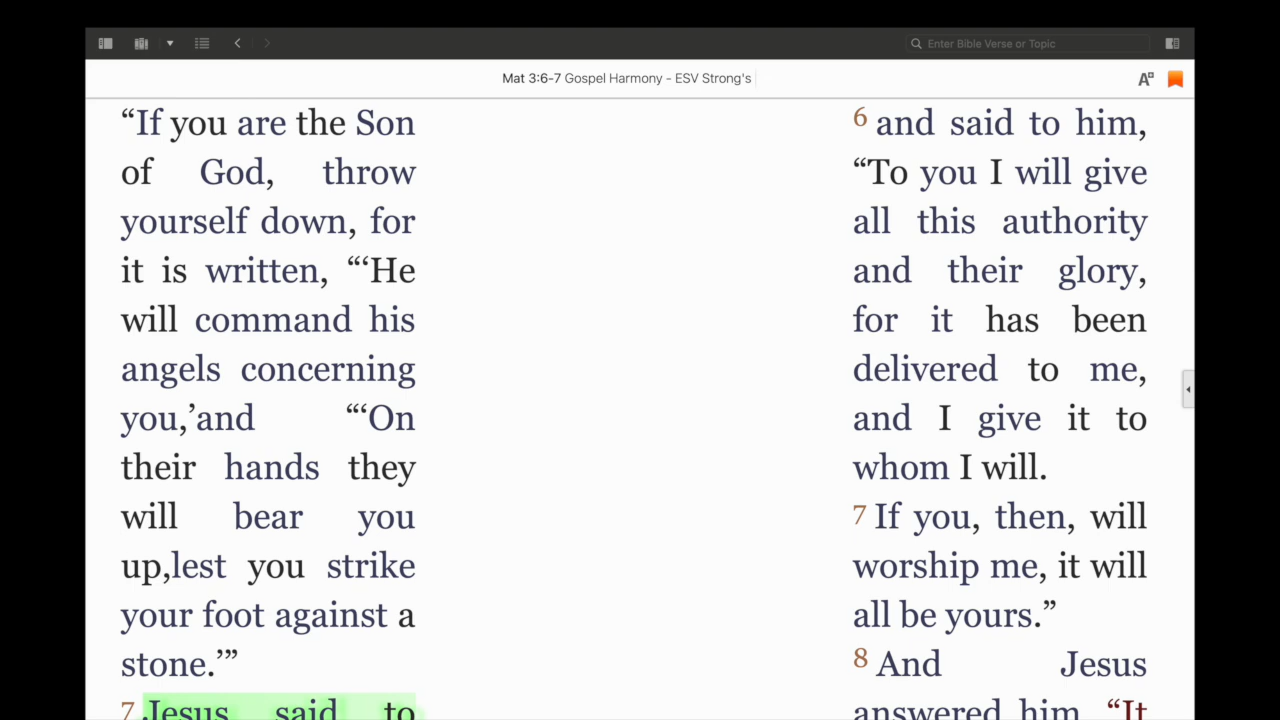 Enter Bible Verse or Topic
Mat 3:6-7 Gospel Harmony - ESV Strong's
“If you are the Son
of God, throw
yourself down, for
it is written, “‘He
will command his
angels concerning
you,’and “‘On
their hands they
will bear you
up,lest you strike
your foot against a
stone.’”
7 Jesus said to
6 and said to him,
“To you I will give
all this authority
and their glory,
for it has been
delivered to me,
and I give it to
whom I will.
7 If you, then, will
worship me, it will
all be yours.”
8 And Jesus
answered him, “It